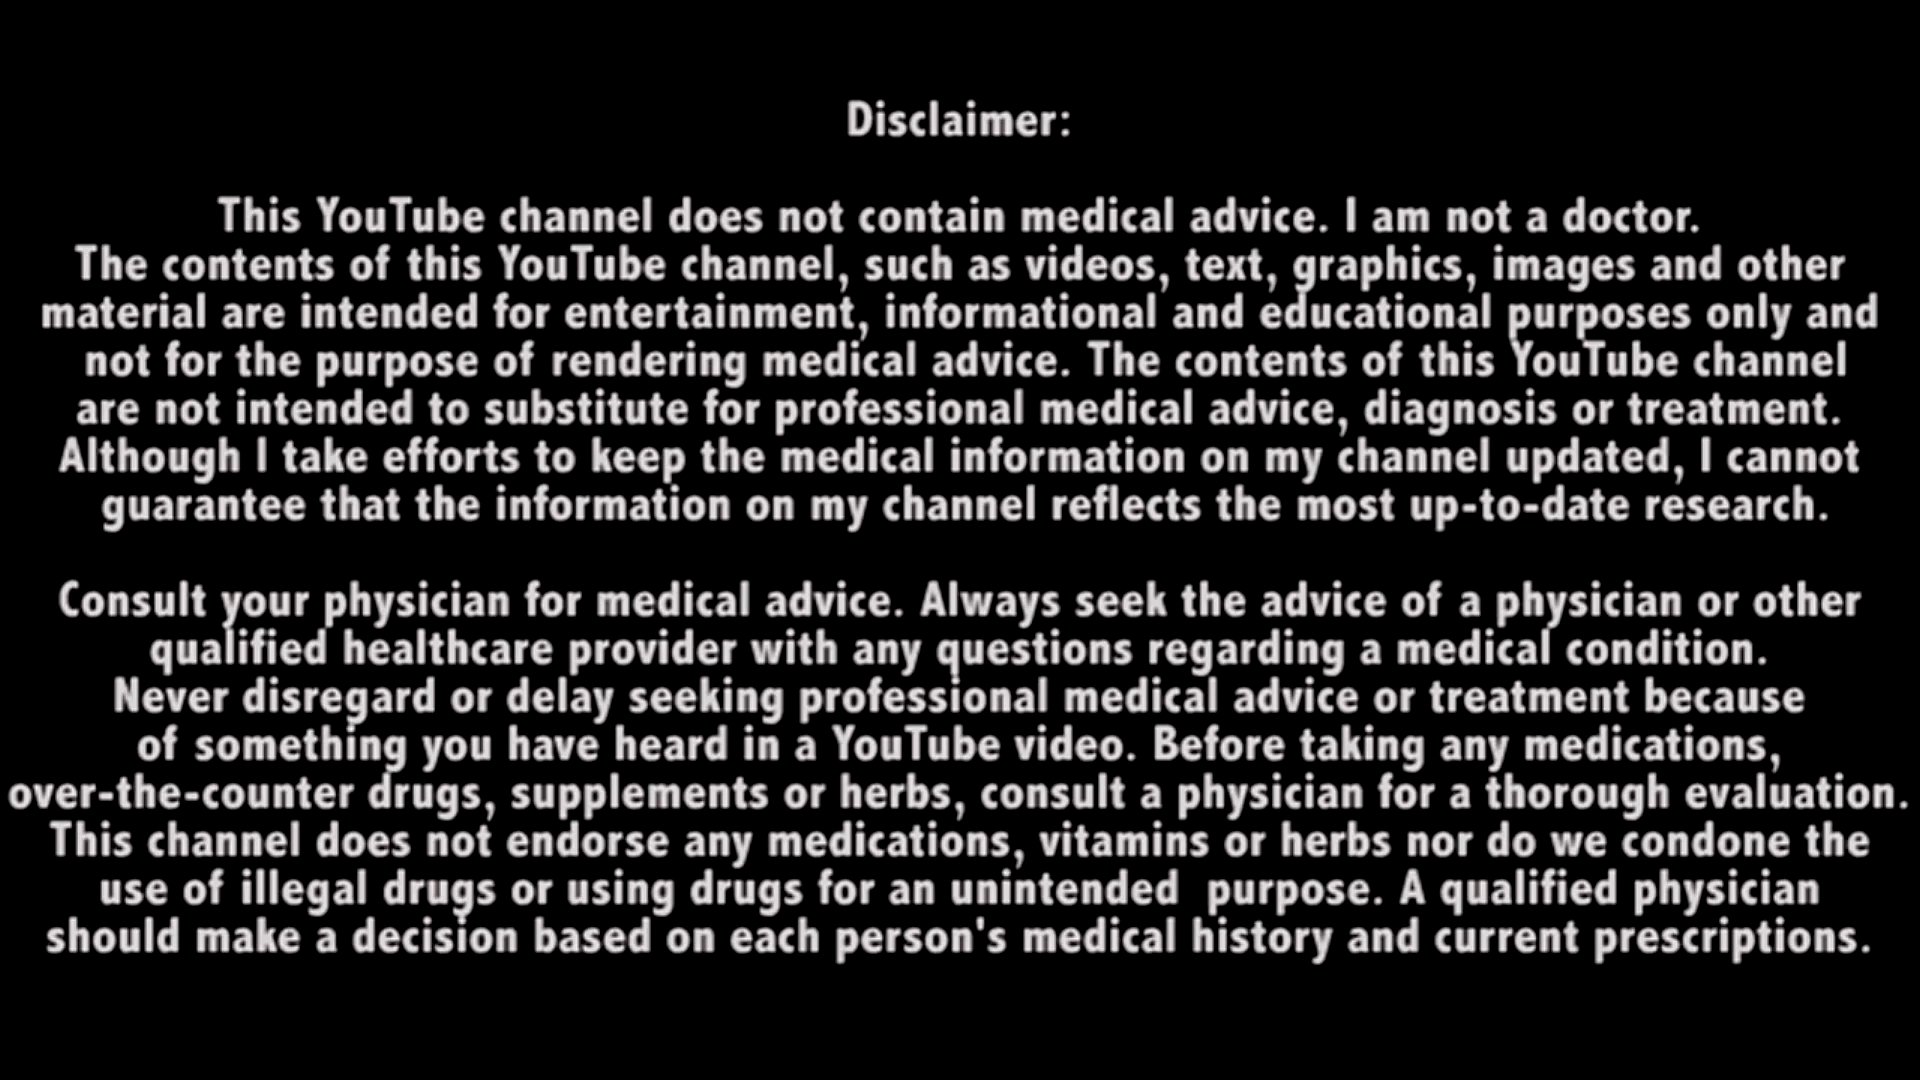 Disclaimer:
This YouTube channel does not contain medical advice. I am not a doctor.
The contents of this YouTube channel, such as videos, text, graphics, images and other
material are intended for entertainment, informational and educational purposes only and
not for the purpose of rendering medical advice. The contents of this YouTube channel
are not intended to substitute for professional medical advice, diagnosis or treatment.
Although I take efforts to keep the medical information on my channel updated, I cannot
guarantee that the information on my channel reflects the most up-to-date research.
Consult your physician for medical advice. Always seek the advice of a physician or other
qualified healthcare provider with any questions regarding a medical condition.
Never disregard or delay seeking professional medical advice or treatment because
of something you have heard in a YouTube video. Before taking any medications,
over-the-counter drugs, supplements or herbs, consult a physician for a thorough evaluation.
This channel does not endorse any medications, vitamins or herbs nor do we condone the
use of illegal drugs or using drugs for an unintended  purpose. A qualified physician
should make a decision based on each person's medical history and current prescriptions.